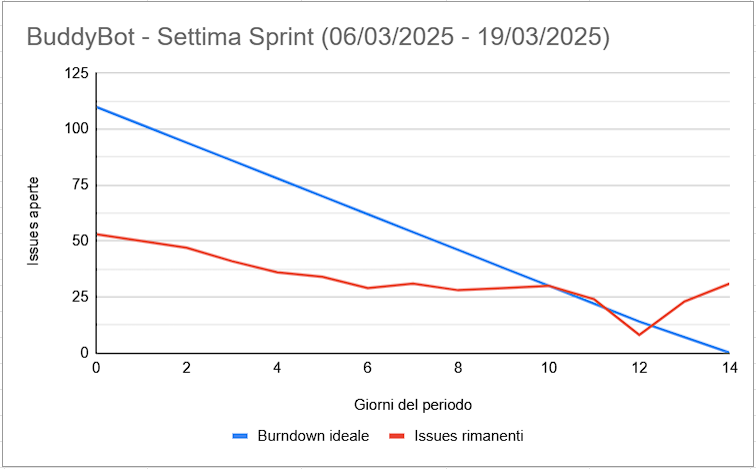 BuddyBot - Settima Sprint (06/03/2025 - 19/03/2025)
125
100
75
50
25
0
Issues aperte
0 2 4 6 8 10 12 14
Giorni del periodo
Burndown ideale Issues rimanenti